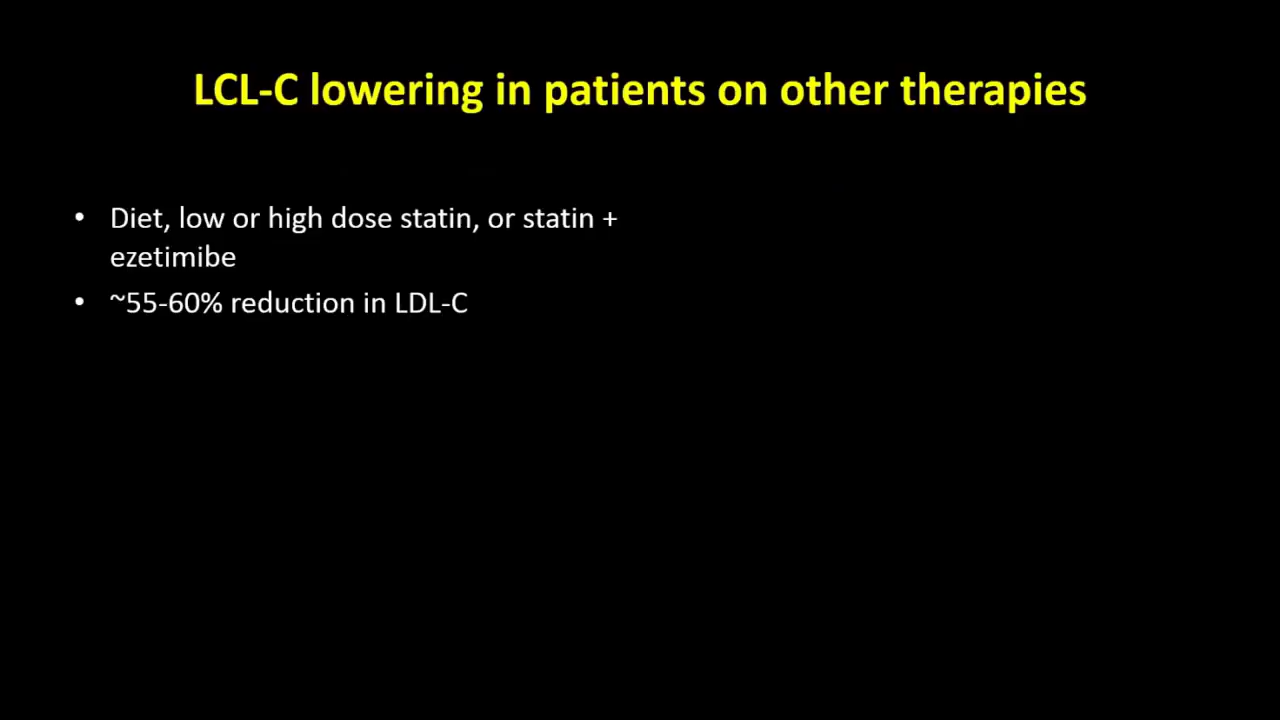 LCL-C lowering in patients on other therapies
• Diet, low or high dose statin, or statin +
ezetimibe
• ~55-60% reduction in LDL-C